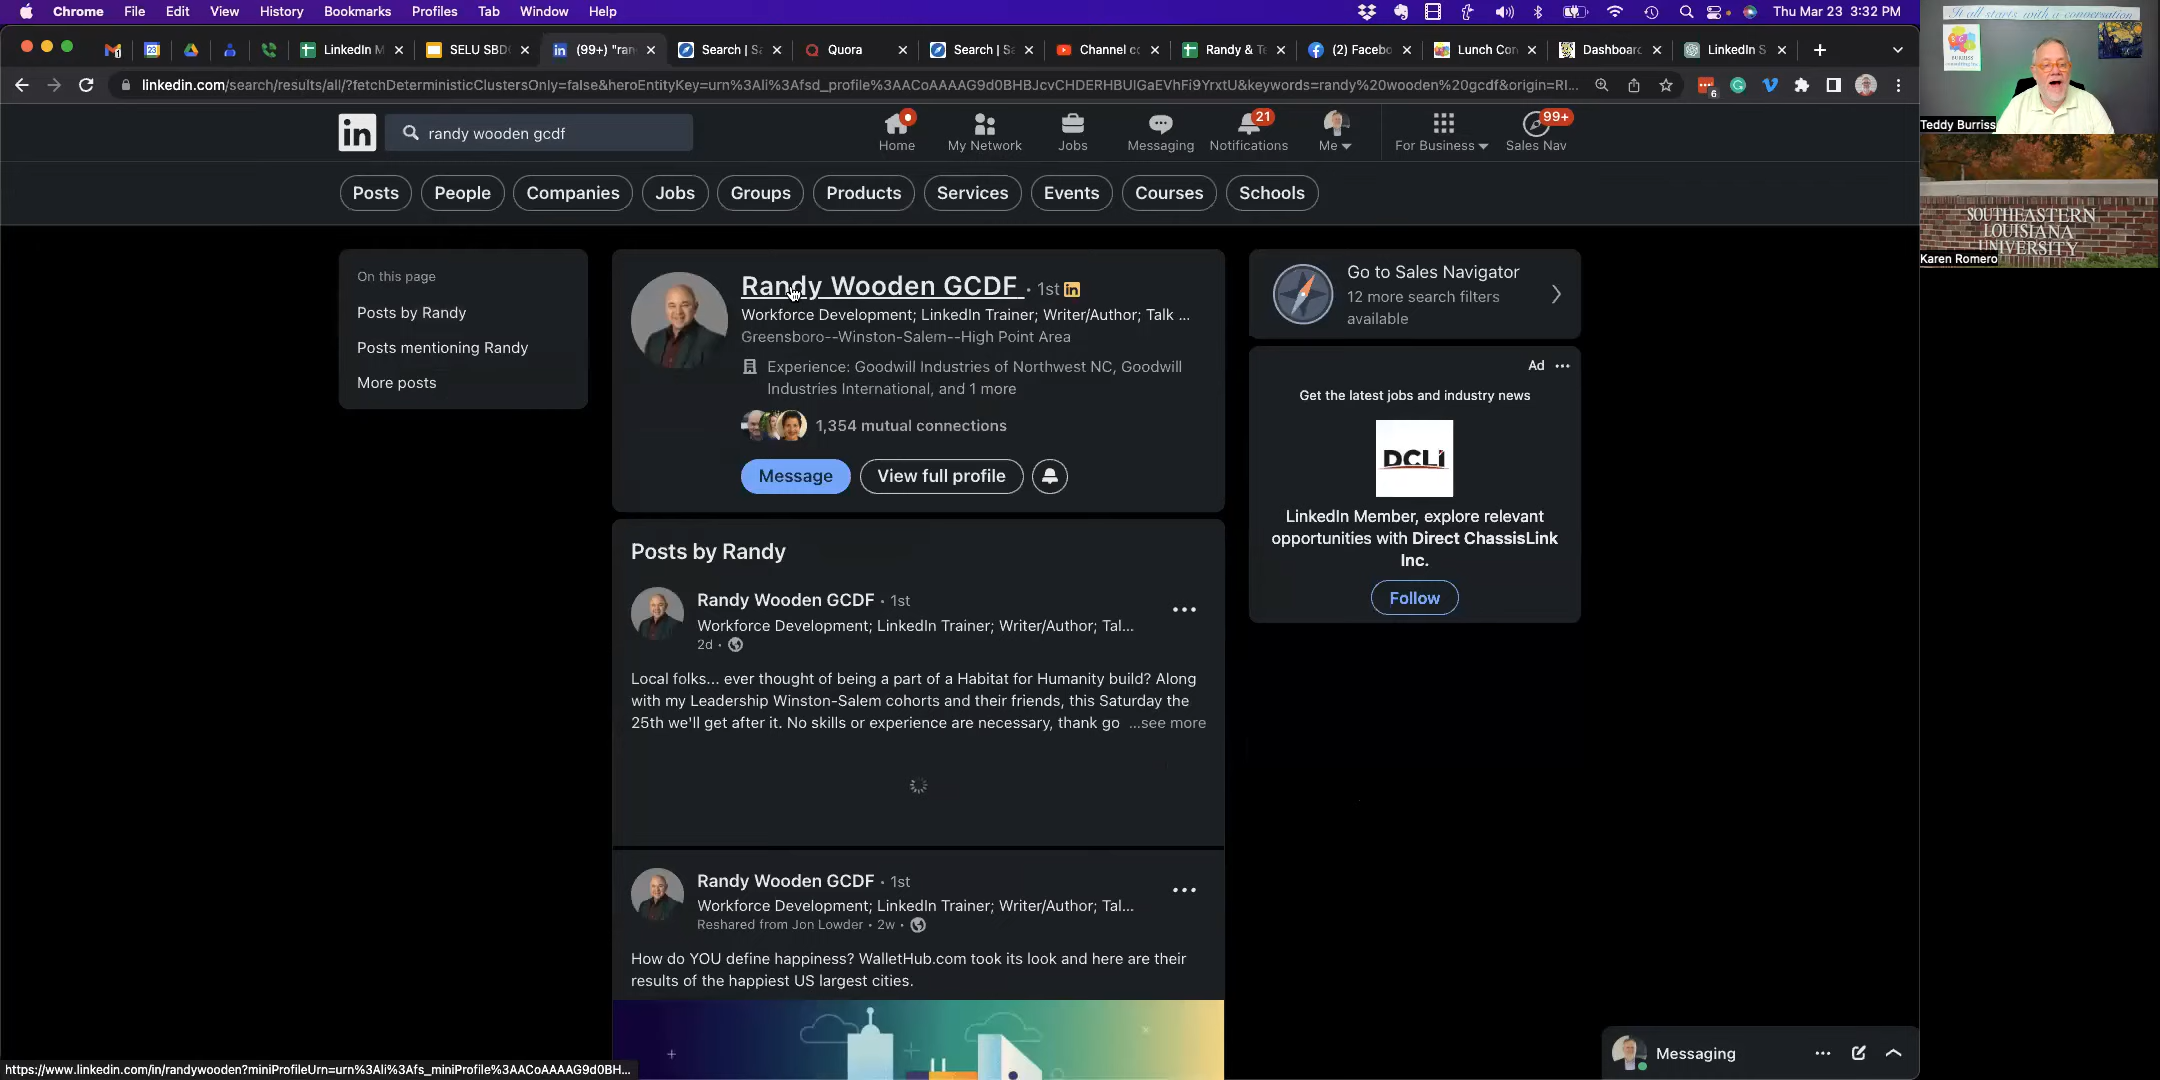 Chrome File Edit View History Bookmarks Profiles Tab Window Help Thu Mar 23 3:32 PM
LinkedIn M SELU SBD (99+) "ran Search | Sa Quora Search | Se Channel co Randy & Te (2) Facebo Lunch Con Dashboard LinkedIn S
linkedin.com/search/results/all/?fetchDeterministicClustersOnly=false&heroEntityKey=urn%3Ali%3Afsd_profile%3AACoAAAAG9d0BHBJcvCHDERHBUIGaEVhFi9YrxtU&keywords=randy%20wooden%20gcdf&origin=RI... 6
It all starts with a conversation
BURRISS
Teddy Burriss
SOUTHEASTERN
LOUISIANA
UNIVERSITY
Karen Romero
in randy wooden gcdf
Home My Network Jobs Messaging 21 Notifications Me For Business 99+ Sales Nav
Posts People Companies Jobs Groups Products Services Events Courses Schools
On this page
Posts by Randy
Posts mentioning Randy
More posts
Randy Wooden GCDF • 1st in
Workforce Development; LinkedIn Trainer; Writer/Author; Talk ...
Greensboro--Winston-Salem--High Point Area
Experience: Goodwill Industries of Northwest NC, Goodwill
Industries International, and 1 more
1,354 mutual connections
Message View full profile
Posts by Randy
Randy Wooden GCDF • 1st
Workforce Development; LinkedIn Trainer; Writer/Author; Tal...
2d •
Local folks... ever thought of being a part of a Habitat for Humanity build? Along
with my Leadership Winston-Salem cohorts and their friends, this Saturday the
25th we'll get after it. No skills or experience are necessary, thank go ...see more
Randy Wooden GCDF • 1st
Workforce Development; LinkedIn Trainer; Writer/Author; Tal...
Reshared from Jon Lowder • 2w •
How do YOU define happiness? WalletHub.com took its look and here are their
results of the happiest US largest cities.
Go to Sales Navigator
12 more search filters
available
Ad ...
Get the latest jobs and industry news
DCLI
LinkedIn Member, explore relevant
opportunities with Direct ChassisLink
Inc.
Follow
Messaging
https://www.linkedin.com/in/randywooden?miniProfileUrn=urn%3Ali%3Afs_miniProfile%3AACoAAAAG9d0BH...